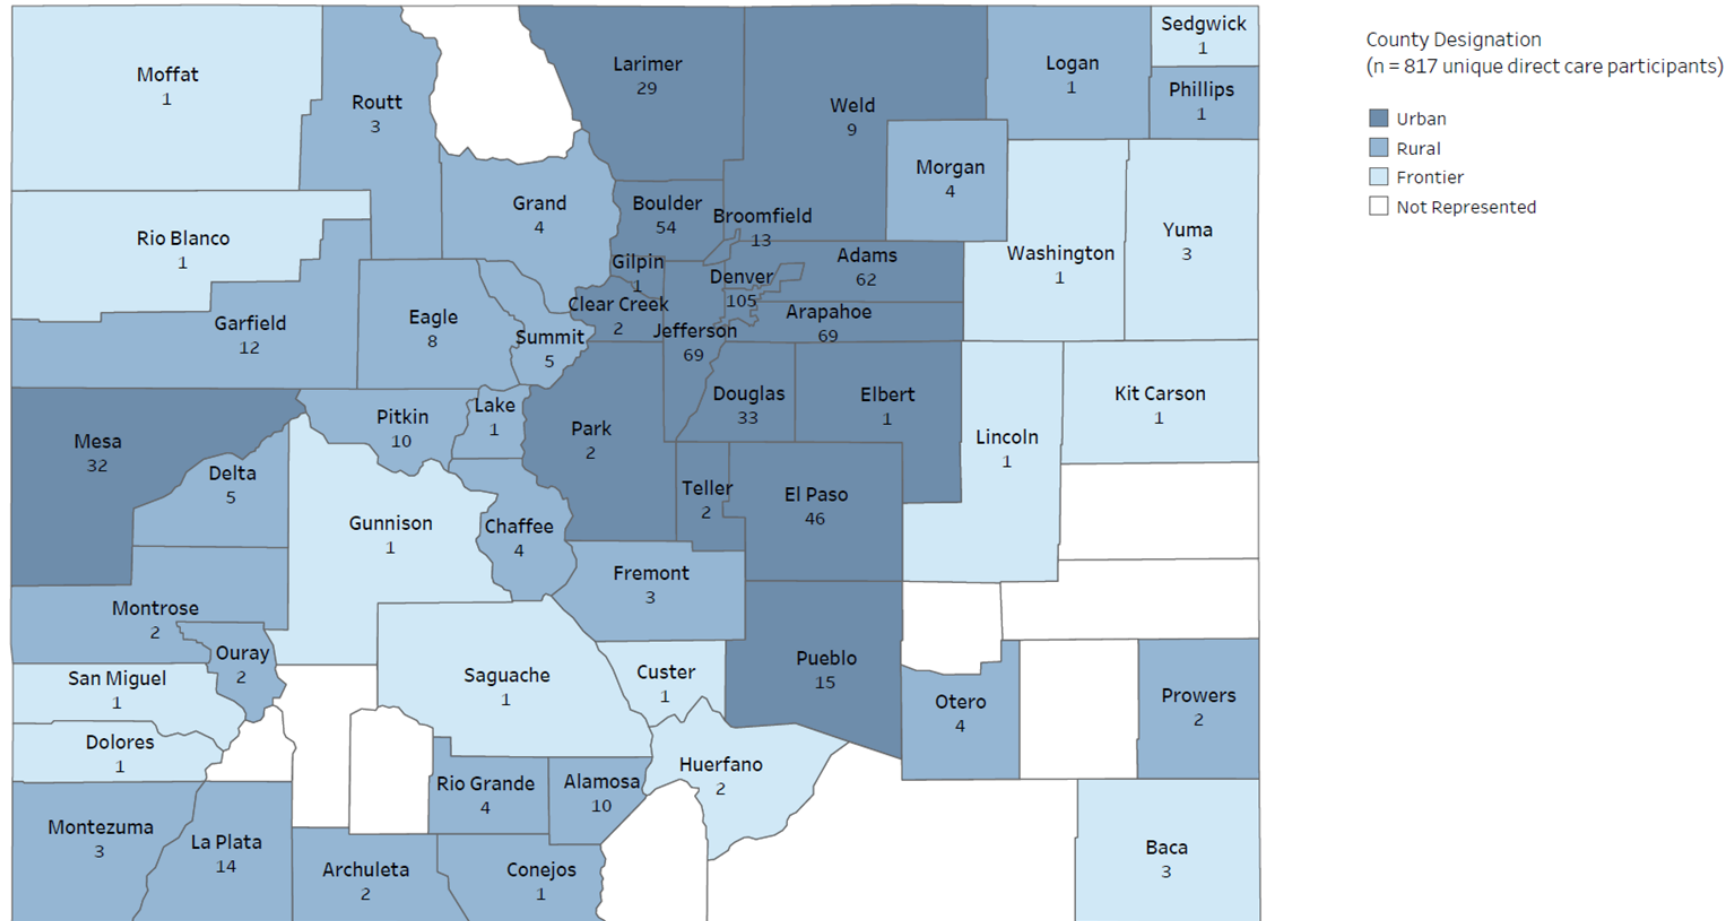 Moffat
1
Routt
3
Larimer
29
Weld
9
Logan
1
Sedgwick
1
Phillips
1
Morgan
4
Rio Blanco
1
Grand
4
Boulder
54
Broomfield
13
Washington
1
Yuma
3
Gilpin
1
Adams
62
Denver
105
Clear Creek
2
Arapahoe
69
Garfield
12
Eagle
8
Summit
5
Jefferson
69
Douglas
33
Elbert
1
Kit Carson
1
Lincoln
1
Mesa
32
Pitkin
10
Lake
1
Park
2
Delta
5
Teller
2
El Paso
46
Gunnison
1
Chaffee
4
Fremont
3
Montrose
2
Ouray
2
San Miguel
1
Saguache
1
Custer
1
Pueblo
15
Otero
4
Prowers
2
Dolores
1
Huerfano
2
Rio Grande
4
Alamosa
10
Montezuma
3
La Plata
14
Archuleta
2
Conejos
1
Baca
3
County Designation
(n = 817 unique direct care participants)
Urban
Rural
Frontier
Not Represented